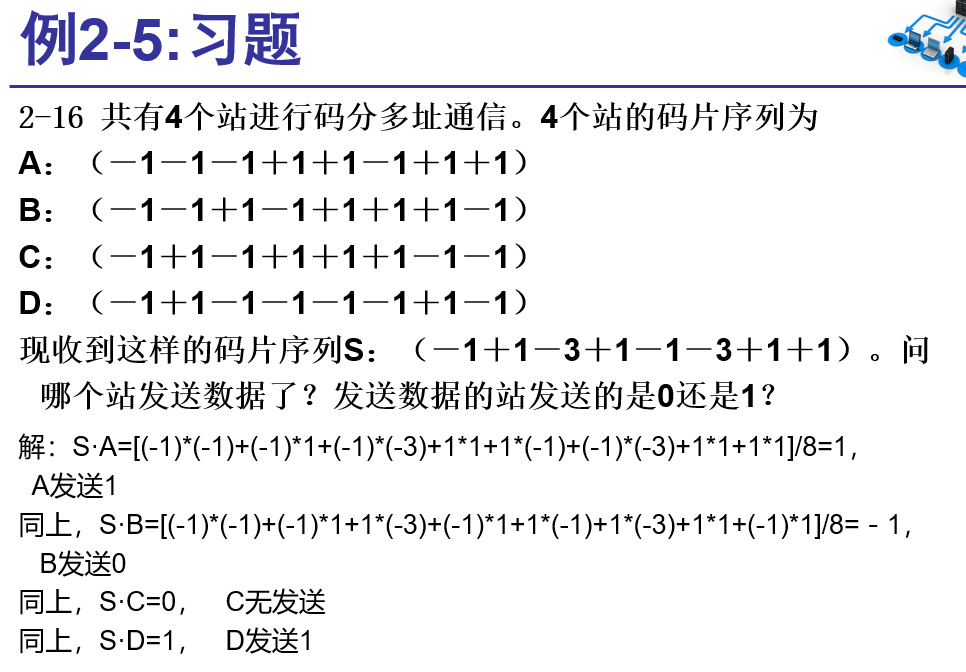 例2-5:习题
2-16 共有4个站进行码分多址通信。4个站的码片序列为
A：（－1－1－1＋1＋1－1＋1＋1）
B：（－1－1＋1－1＋1＋1＋1－1）
C：（－1＋1－1＋1＋1＋1－1－1）
D：（－1＋1－1－1－1－1＋1－1）
现收到这样的码片序列S：（－1＋1－3＋1－1－3＋1＋1）。问
哪个站发送数据了？发送数据的站发送的是0还是1？
解：S·A=[(-1)*(-1)+(-1)*1+(-1)*(-3)+1*1+1*(-1)+(-1)*(-3)+1*1+1*1]/8=1，
A发送1
同上，S·B=[(-1)*(-1)+(-1)*1+1*(-3)+(-1)*1+1*(-1)+1*(-3)+1*1+(-1)*1]/8=－1，
B发送0
同上，S·C=0， C无发送
同上，S·D=1， D发送1